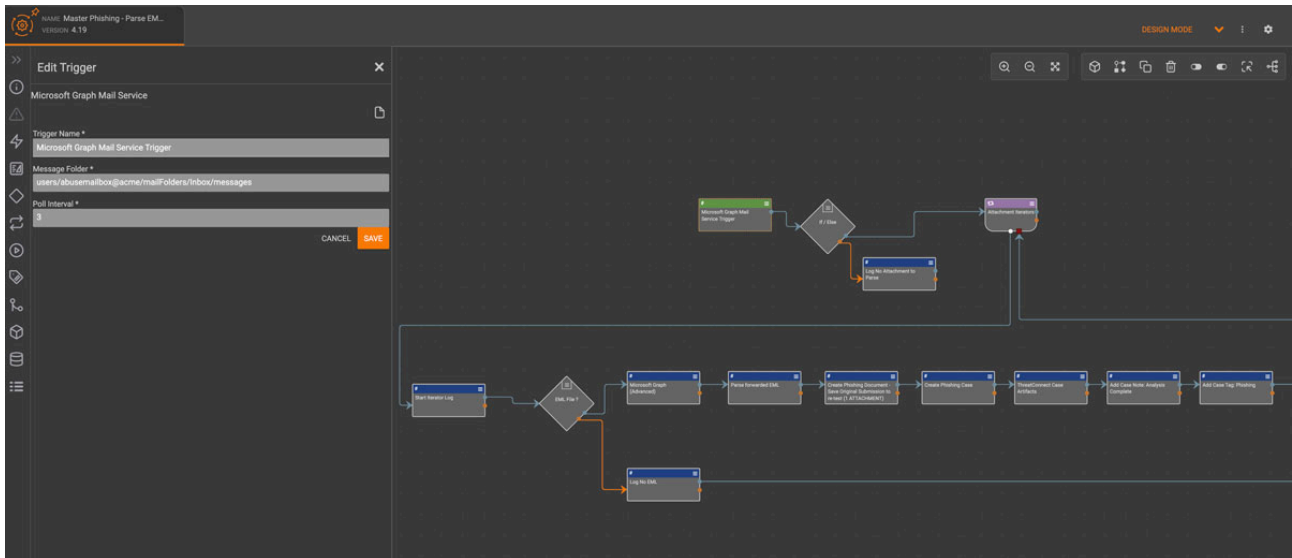 NAME Master Phishing - Parse EM...
VERSION 4.19
DESIGN MODE
Edit Trigger
Microsoft Graph Mail Service
Trigger Name *
Microsoft Graph Mail Service Trigger
Message Folder *
users/abusemailbox@acme/mailFolders/Inbox/messages
Poll Interval *
3
CANCEL
SAVE
Microsoft Graph Mail
Service Trigger
If / Else
Attachment Iterator
Log No Attachment to
Parse
Start Iterator Log
EML File ?
Microsoft Graph
(Advanced)
Parse forwarded EML
Create Phishing Document -
Save Original Submission to
re-test (1 ATTACHMENT)
Create Phishing Case
ThreatConnect Case
Artifacts
Add Case Note: Analysis
Complete
Add Case Tag: Phishing
Log No EML